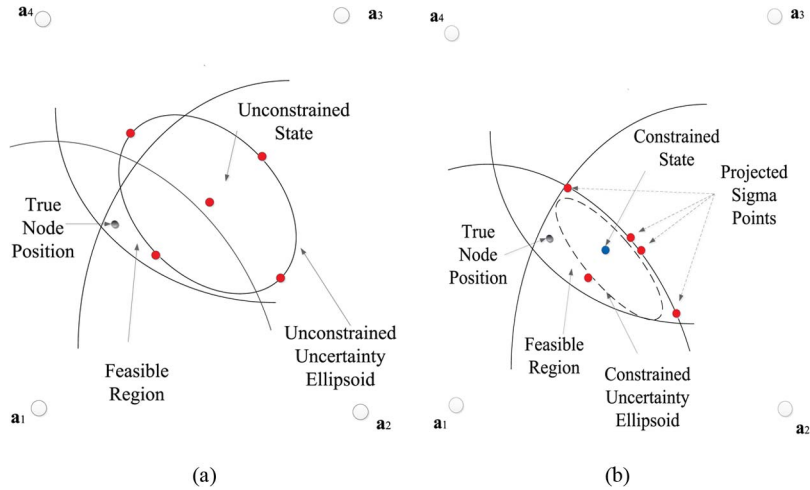 a4
a3
Unconstrained
State
True
Node
Position
Feasible
Region
Unconstrained
Uncertainty
Ellipsoid
a1
a2
(a)
a4
a3
Constrained
State
Projected
Sigma
Points
True
Node
Position
Feasible
Region
Constrained
Uncertainty
Ellipsoid
a1
a2
(b)